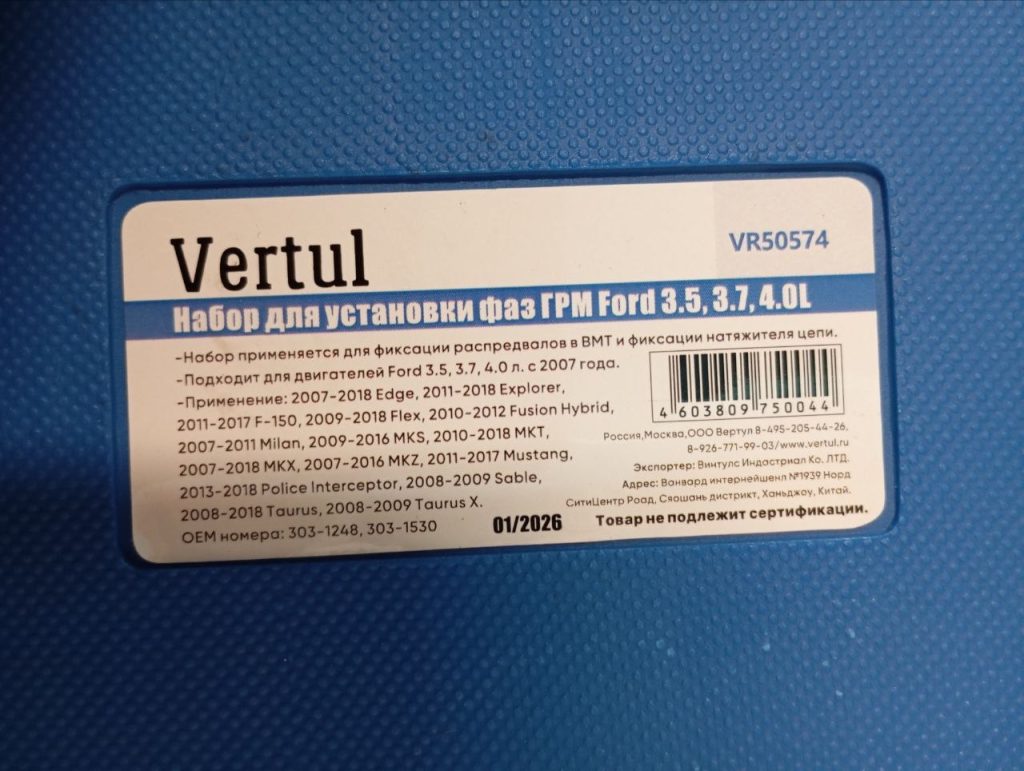 Vertul
VR50574
Набор для установки фаз ГРМ Ford 3.5, 3.7, 4.0L
-Набор применяется для фиксации распредвалов в ВМТ и фиксации натяжителя цепи.
-Подходит для двигателей Ford 3.5, 3.7, 4.0 л. с 2007 года.
-Применение: 2007-2018 Edge, 2011-2018 Explorer,
2011-2017 F-150, 2009-2018 Flex, 2010-2012 Fusion Hybrid,
2007-2011 Milan, 2009-2016 MKS, 2010-2018 MKT,
2007-2018 MKX, 2007-2016 MKZ, 2011-2017 Mustang,
2013-2018 Police Interceptor, 2008-2009 Sable,
2008-2018 Taurus, 2008-2009 Taurus X.
OEM номера: 303-1248, 303-1530
01/2026
4 603809 750044
Россия,Москва,ООО Вертул 8-495-205-44-26,
8-926-771-99-03/www.vertul.ru
Экспортер: Винтулс Индастриал Ко. ЛТД.
Адрес: Вонвард интернейшенл №1939 Норд
СитиЦентр Роад, Сяошань дистрикт, Ханьджоу, Китай.
Товар не подлежит сертификации.